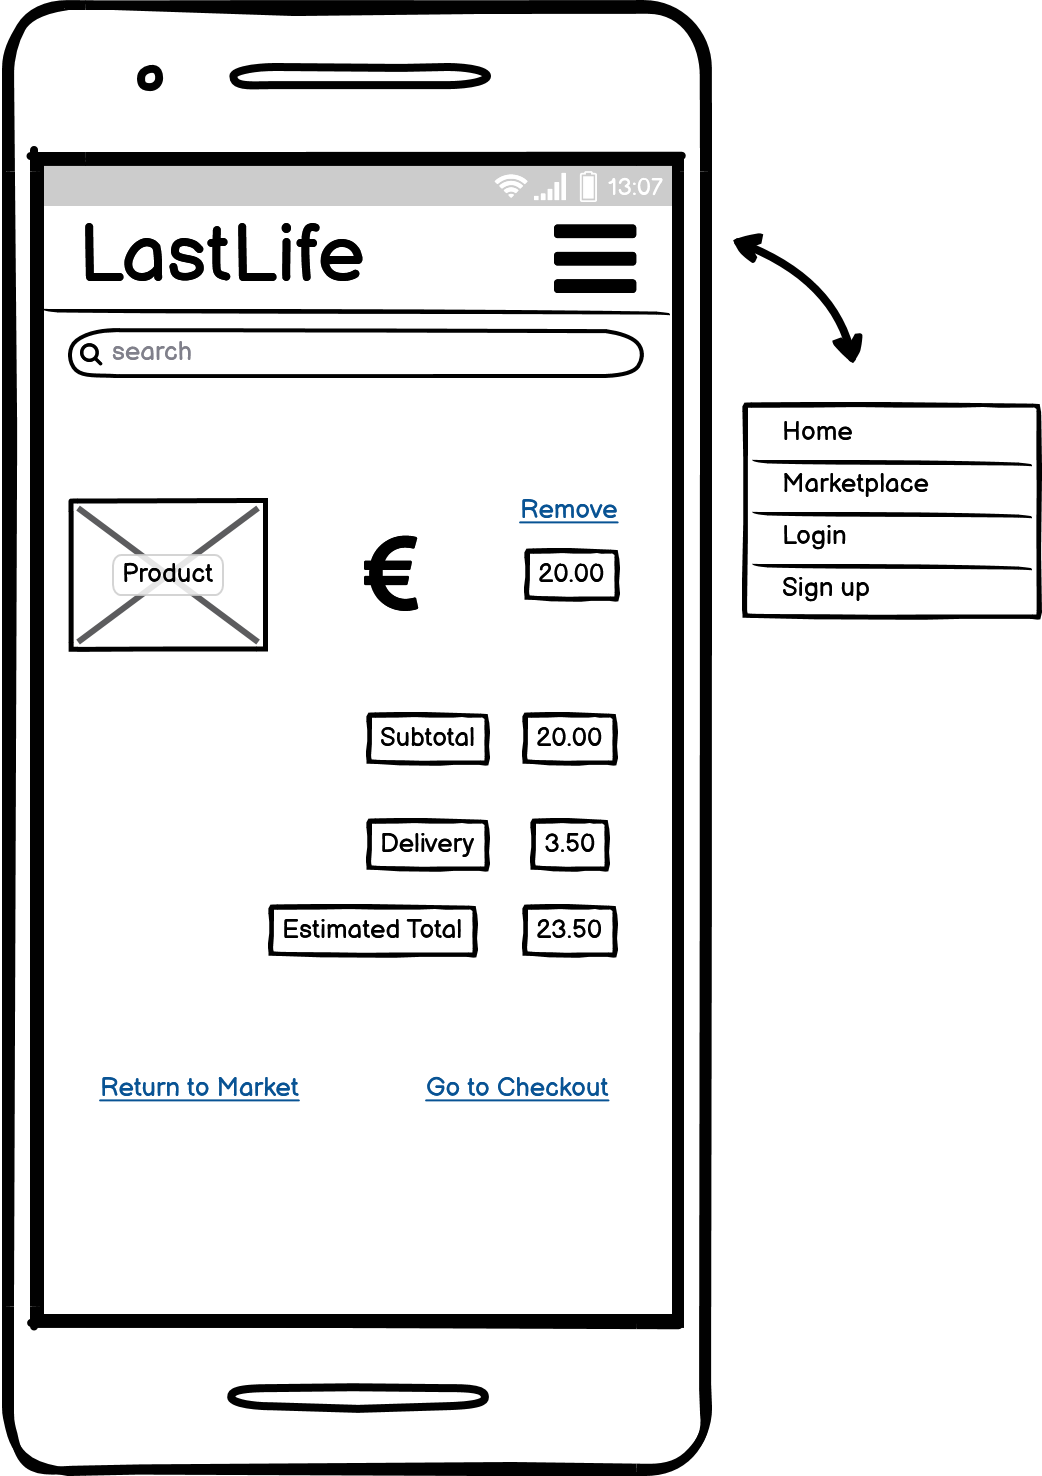 13:07
LastLife
search
Remove
Product
€
20.00
Subtotal 20.00
Delivery 3.50
Estimated Total 23.50
Return to Market Go to Checkout
Home
Marketplace
Login
Sign up